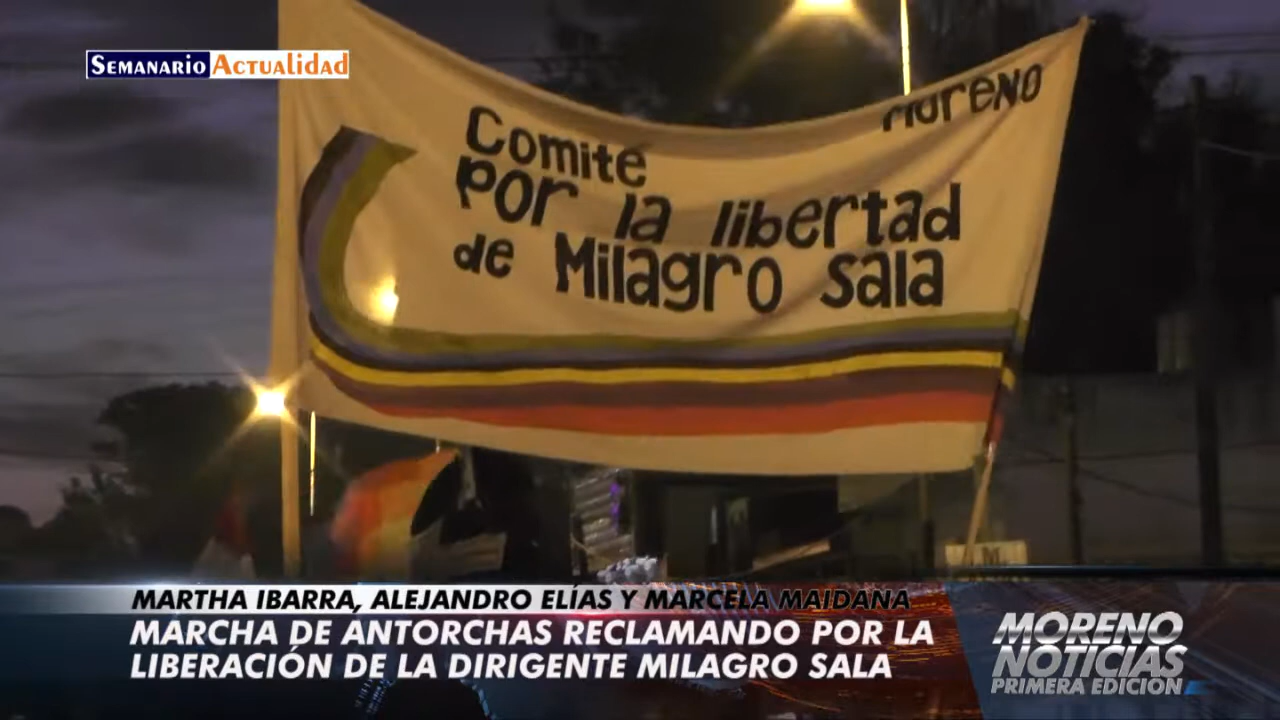 SEMANARIO ACTUALIDAD
MORENO
Comite
Por la libertad
de Milagro Sala
M
MARTHA IBARRA, ALEJANDRO ELÍAS Y MARCELA MAIDANA
MARCHA DE ANTORCHAS RECLAMANDO POR LA
LIBERACIÓN DE LA DIRIGENTE MILAGRO SALA
MORENO
NOTICIAS
PRIMERA EDICIÓN